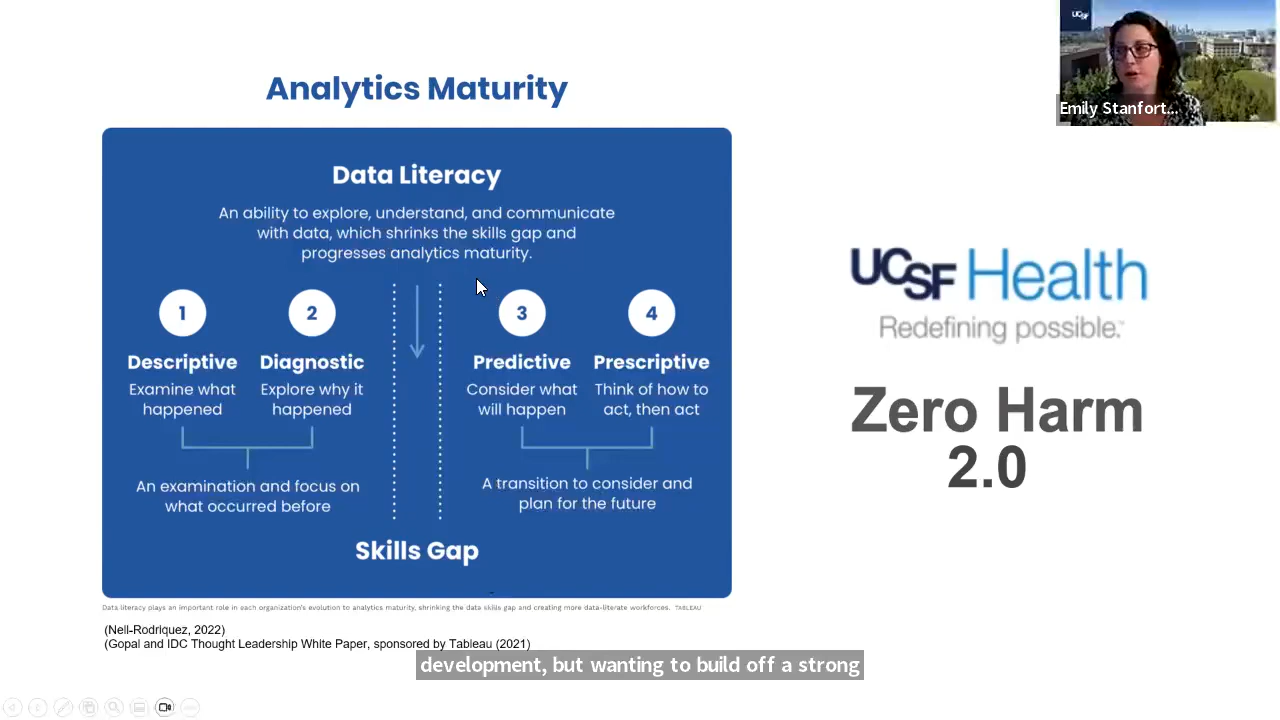 Analytics Maturity
Data Literacy
An ability to explore, understand, and communicate
with data, which shrinks the skills gap and
progresses analytics maturity.
1
Descriptive
Examine what
happened
2
Diagnostic
Explore why it
happened
An examination and focus on
what occurred before
3
Predictive
Consider what
will happen
4
Prescriptive
Think of how to
act, then act
A transition to consider and
plan for the future
Skills Gap
Data literacy plays an important role in each organization's evolution to analytics maturity, shrinking the data skills gap and creating more data-literate workforces. TABLEAU
(Nell-Rodriquez, 2022)
(Gopal and IDC Thought Leadership White Paper, sponsored by Tableau (2021)
UCSF Health
Redefining possible.™
Zero Harm
2.0
UCSF
Emily Stanfort...
development, but wanting to build off a strong